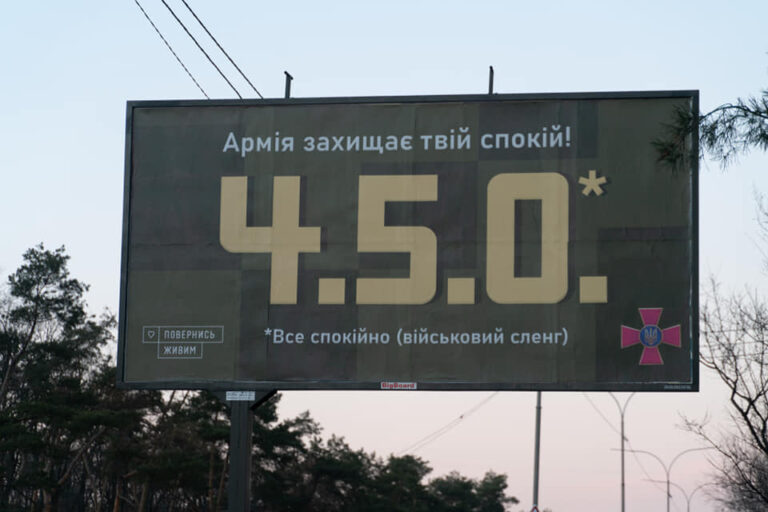 Армія захищає твій спокій!
4.5.0.*
*Все спокійно (військовий сленг)
ПОВЕРНИСЬ
ЖИВИМ
BigBoard